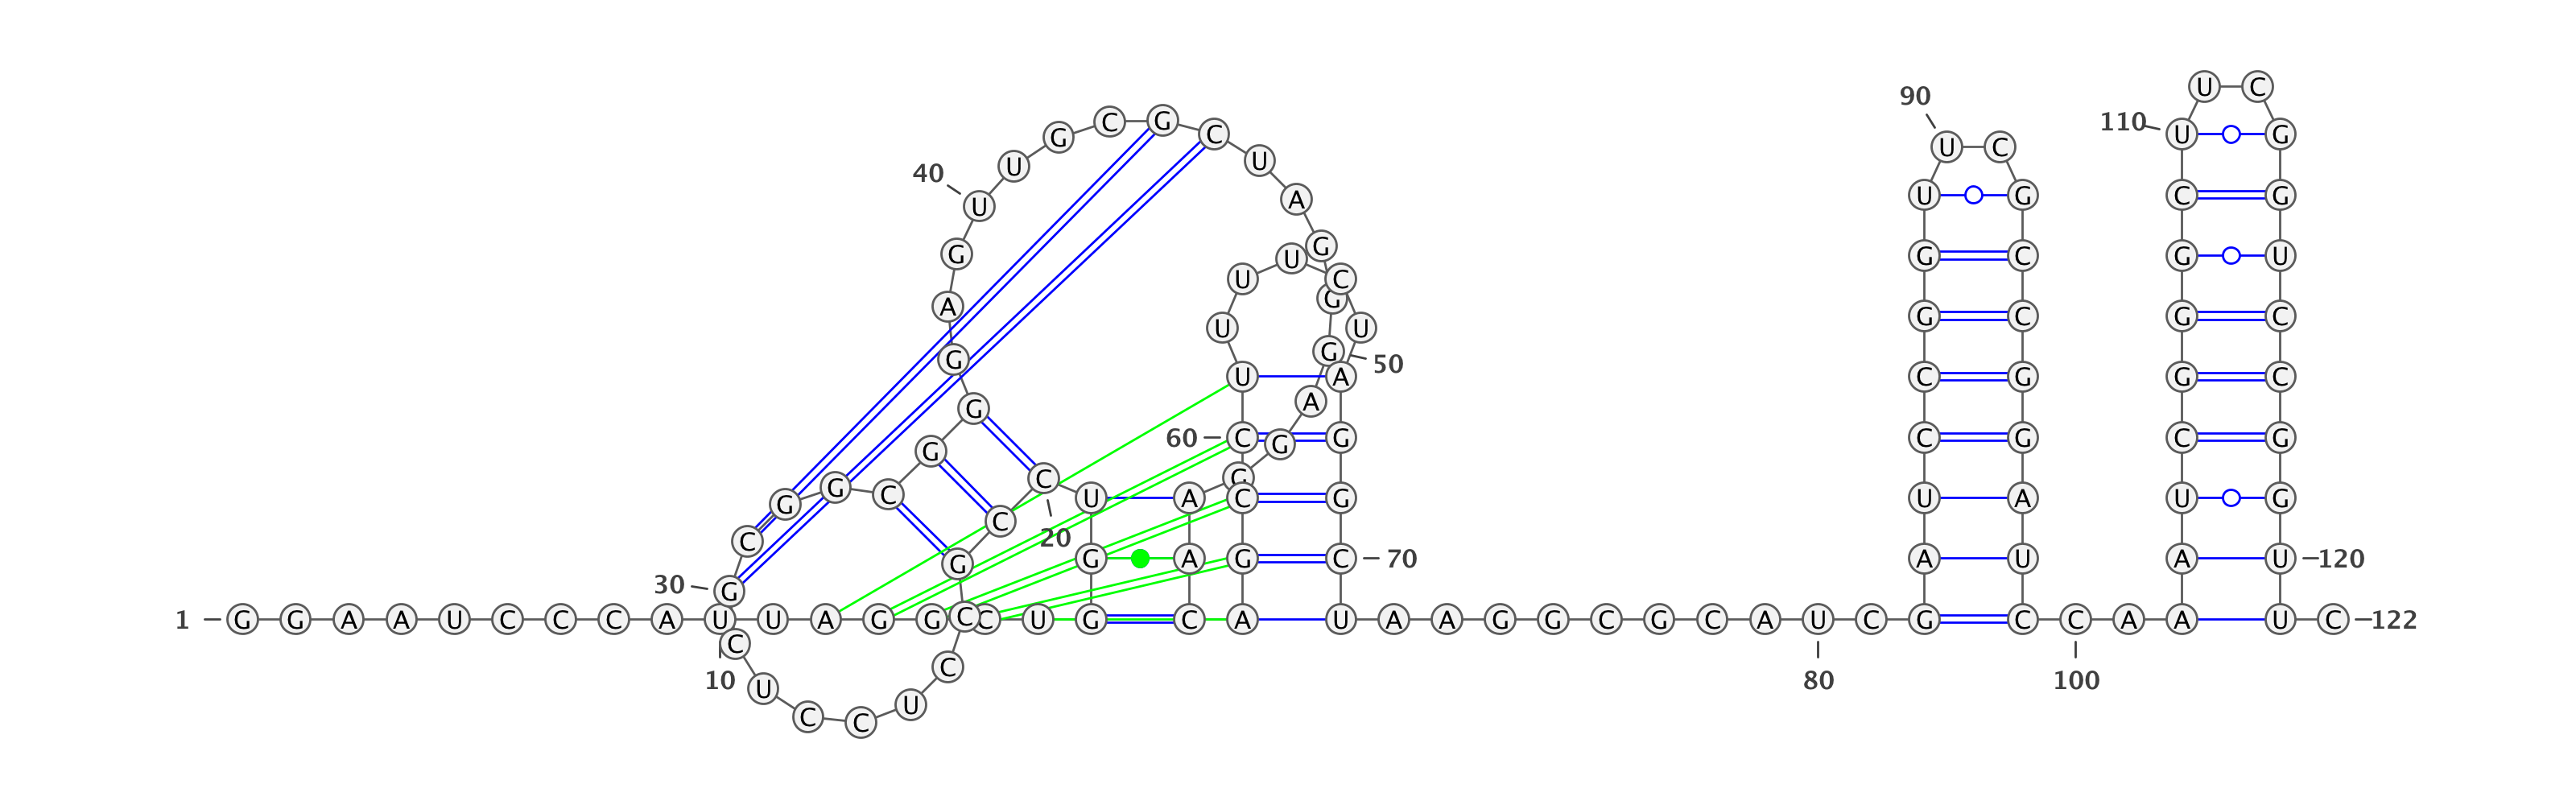 U C
90 110 U G
G C
C G
U C
U A
40 U G
C G
U G
G U
G C G U
U U
U C
A G
G C G C
U U
G G 50
U A
C G G C
G A
G
G 60 C G
G C G G
C U A G
G C G U A U G
G
C
20
C
G G A C 70
A U A U 120
30 G
1 G G A A U C C C A U U A G G C C U G C A U A A G G C G C A U C G C C A A U C 122
C
C
10 U 80 100
C C U